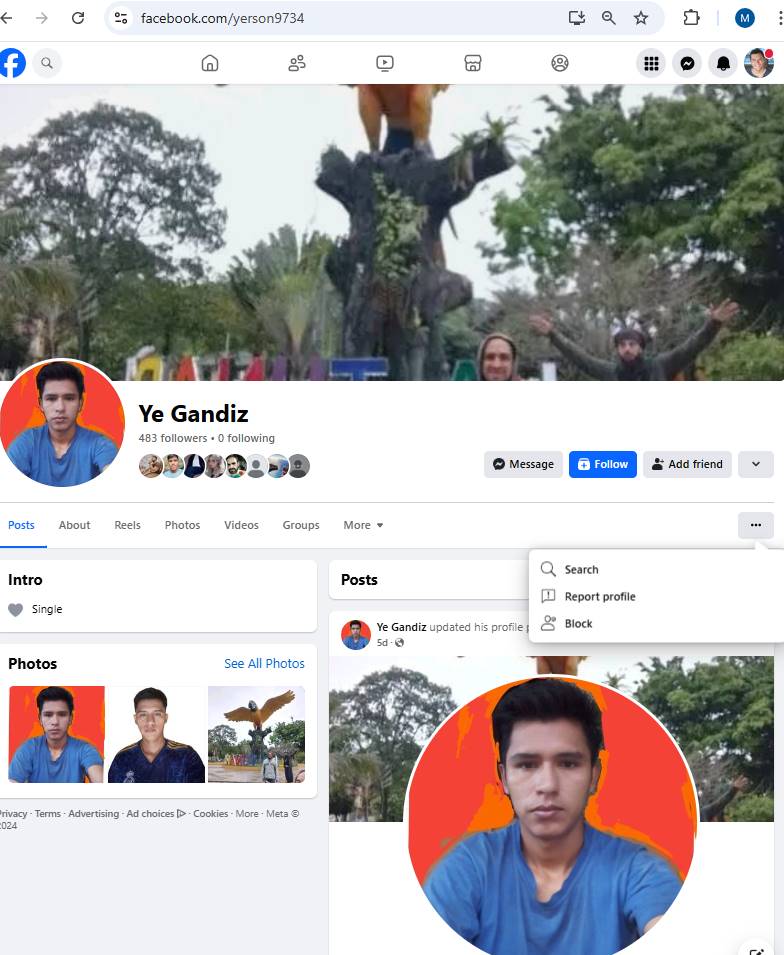 facebook.com/yerson9734
M
Ye Gandiz
483 followers • 0 following
Message
Follow
Add friend
Posts
About
Reels
Photos
Videos
Groups
More
Search
Report profile
Block
Intro
Single
Photos
See All Photos
Privacy · Terms · Advertising · Ad choices · Cookies · More · Meta ©
2024
Posts
Ye Gandiz updated his profile
5d ·